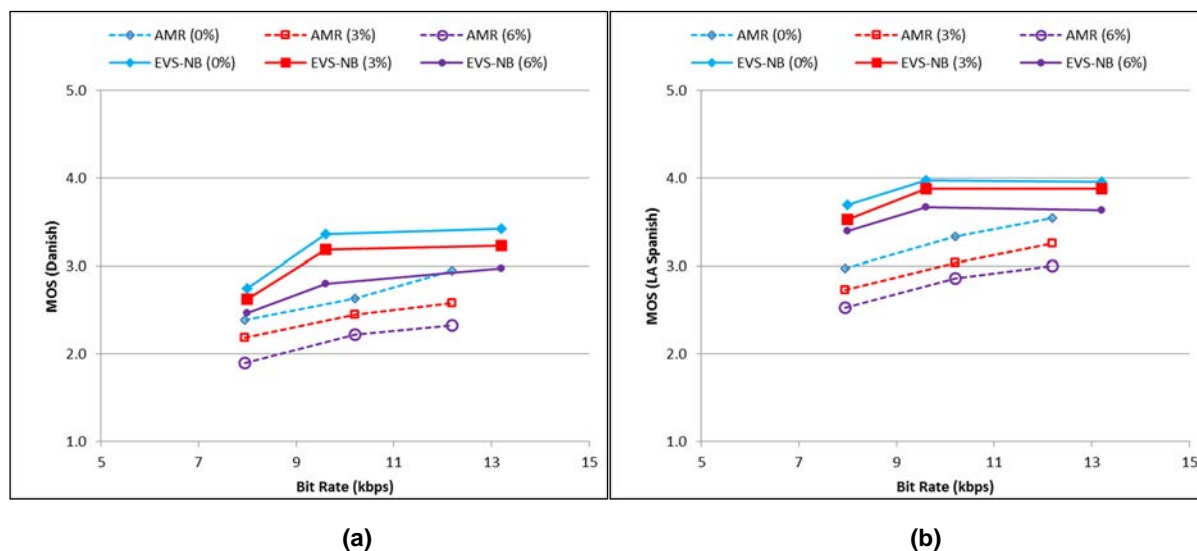 AMR (0%) AMR (3%) AMR (6%)
EVS-NB (0%) EVS-NB (3%) EVS-NB (6%)
5.0
4.0
3.0
2.0
1.0
MOS (Danish)
5 7 9 11 13 15
Bit Rate (kbps)
(a)
AMR (0%) AMR (3%) AMR (6%)
EVS-NB (0%) EVS-NB (3%) EVS-NB (6%)
5.0
4.0
3.0
2.0
1.0
MOS (LA Spanish)
5 7 9 11 13 15
Bit Rate (kbps)
(b)